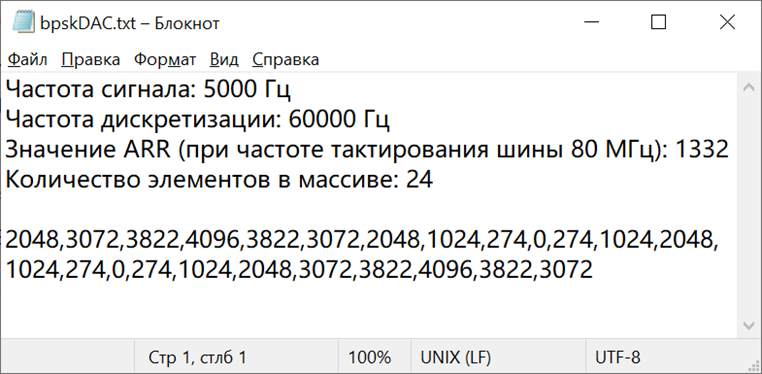 bpskDAC.txt – Блокнот
Файл Правка Формат Вид Справка
Частота сигнала: 5000 Гц
Частота дискретизации: 60000 Гц
Значение ARR (при частоте тактирования шины 80 МГц): 1332
Количество элементов в массиве: 24
2048,3072,3822,4096,3822,3072,2048,1024,274,0,274,1024,2048,
1024,274,0,274,1024,2048,3072,3822,4096,3822,3072
Стр 1, стлб 1 100% UNIX (LF) UTF-8